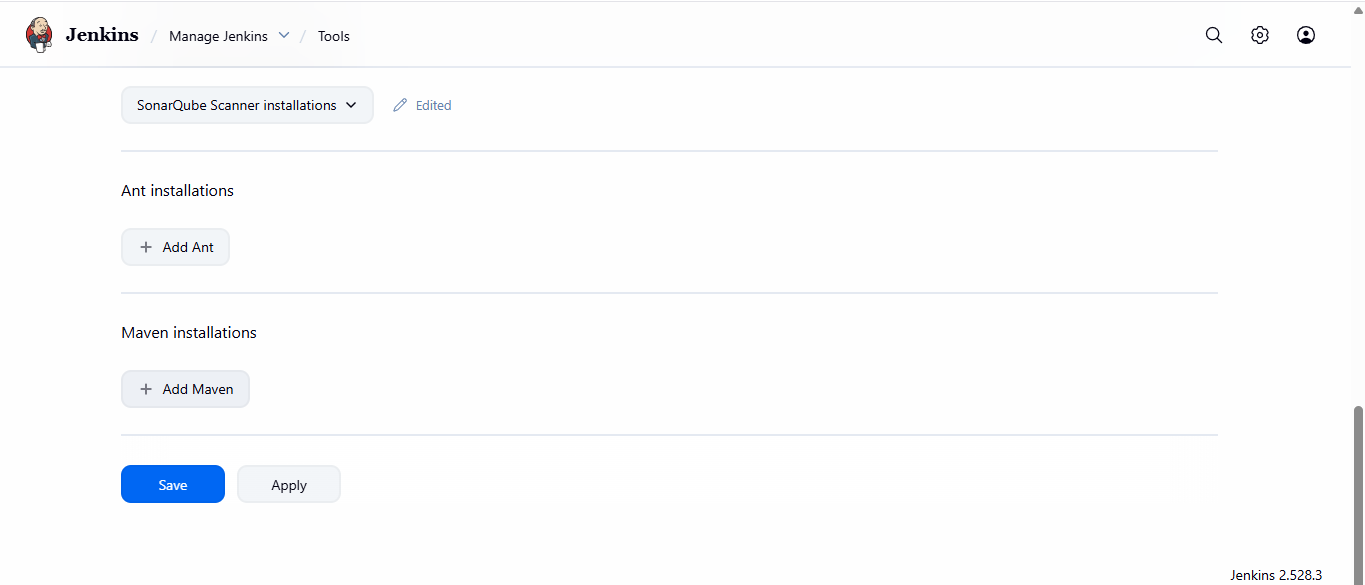 Jenkins / Manage Jenkins / Tools
SonarQube Scanner installations Edited
Ant installations
+ Add Ant
Maven installations
+ Add Maven
Save Apply
Jenkins 2.528.3